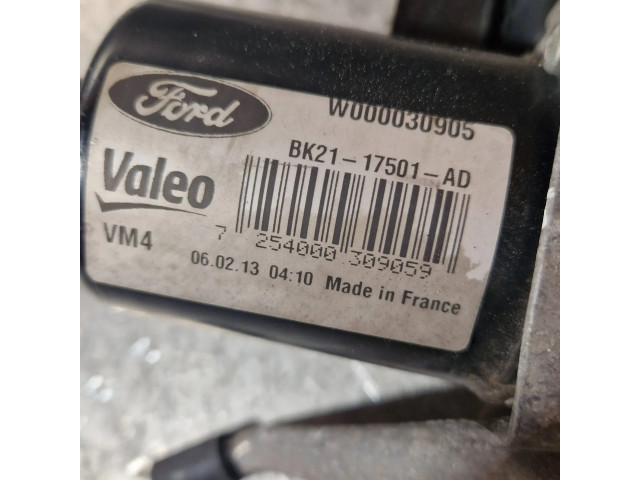 Ford
W000030905
BK21-17501-AD
Valeo
7 254000 309059
VM4
06.02.13 04:10 Made in France